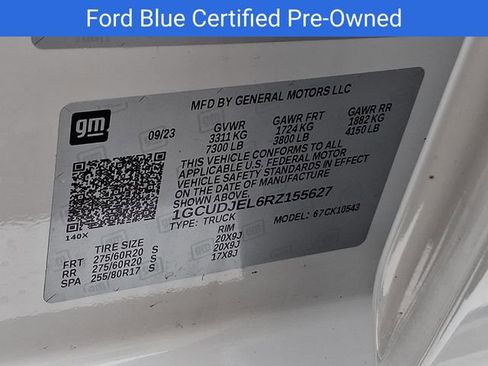 Ford Blue Certified Pre-Owned
gm
MFD BY GENERAL MOTORS LLC
09/23 GVWR GAWR FRT GAWR RR
3311 KG 1724 KG 1882 KG
7300 LB 3800 LB 4150 LB
THIS VEHICLE CONFORMS TO ALL
APPLICABLE U.S. FEDERAL MOTOR
VEHICLE SAFETY STANDARDS IN
EFFECT ON THE DATE OF
MANUFACTURE SHOWN ABOVE.
1GCUDJEL6RZ155627
TYPE: TRUCK MODEL: 67CK10543
140X
TIRE SIZE RIM
FRT 275/60R20 S 20X9J
RR 275/60R20 S 20X9J
SPA 255/80R17 S 17X8J